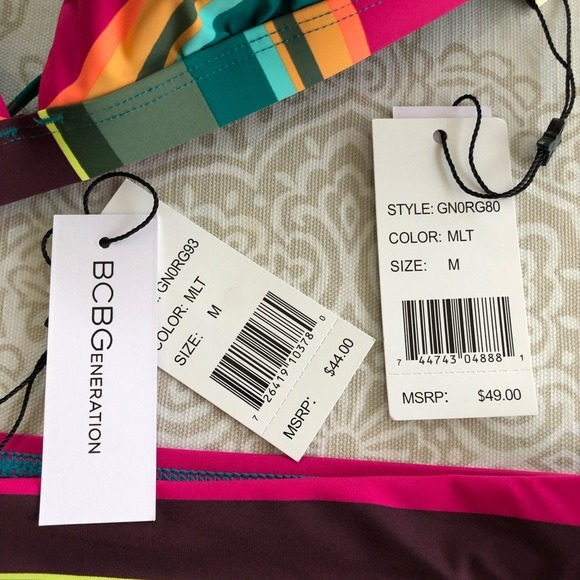 BCBGENERATION
GN0RG93
COLOR: MLT
SIZE: M
7 26419 10378 0
MSRP: $44.00
STYLE: GN0RG80
COLOR: MLT
SIZE: M
7 44743 04888 1
MSRP: $49.00